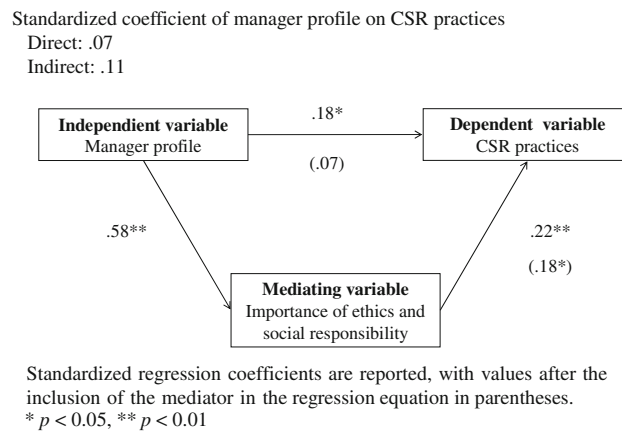 Standardized coefficient of manager profile on CSR practices
Direct: .07
Indirect: .11
Independient variable
Manager profile
.18*
(.07)
Dependent variable
CSR practices
.58**
.22**
(.18*)
Mediating variable
Importance of ethics and
social responsibility
Standardized regression coefficients are reported, with values after the
inclusion of the mediator in the regression equation in parentheses.
* p < 0.05, ** p < 0.01